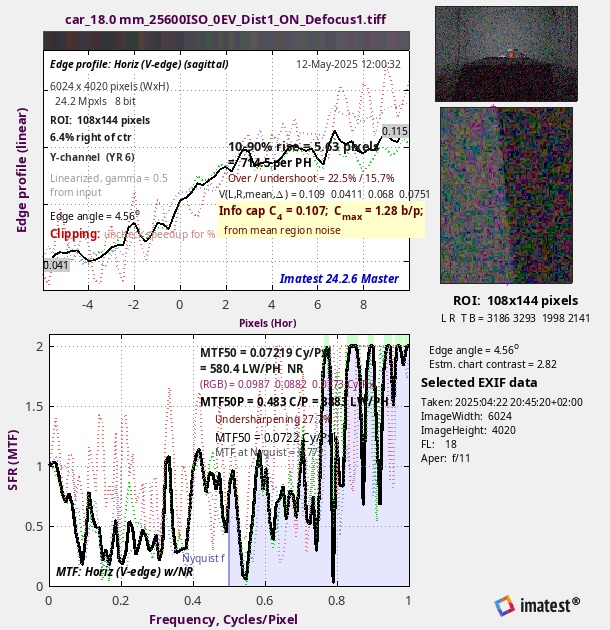 car_18.0 mm_25600ISO_0EV_Dist1_ON_Defocus1.tiff
Edge profile: Horiz (V-edge) (sagittal)
12-May-2025 12:00:32
6024 x 4020 pixels (WxH)
24.2 Mpxls 8 bit
ROI: 108x144 pixels
6.4% right of ctr
Y-channel (YR 6)
Linearized, gamma = 0.5
from input
Edge angle = 4.56°
Clipping: uncheck speedup for %
0.041
0.115
10-90% rise = 5.63 pixels
= 714.5 per PH
Over / undershoot = 22.5% / 15.7%
V(L,R,mean,Δ) = 0.109 0.0411 0.068 0.0751
Info cap C4 = 0.107; Cmax = 1.28 b/p;
from mean region noise
Imatest 24.2.6 Master
Edge profile (linear)
-4 -2 0 2 4 6 8
Pixels (Hor)
ROI: 108x144 pixels
L R T B = 3186 3293 1998 2141
Edge angle = 4.56°
Estm. chart contrast = 2.82
Selected EXIF data
Taken: 2025:04:22 20:45:20+02:00
ImageWidth: 6024
ImageHeight: 4020
FL: 18
Aper: f/11
MTF50 = 0.07219 Cy/Pxl
= 580.4 LW/PH NR
(RGB) = 0.0987 0.0882 Cy/Pxl
MTF50P = 0.483 C/P = 3883 LW/PH
Undersharpening 27.7%
MTF50 = 0.0722 Cy/Pxl
MTF at Nyquist =
Nyquist f
MTF: Horiz (V-edge) w/NR
SFR (MTF)
2
1.5
1
0.5
0
0 0.2 0.4 0.6 0.8 1
Frequency, Cycles/Pixel
imatest®